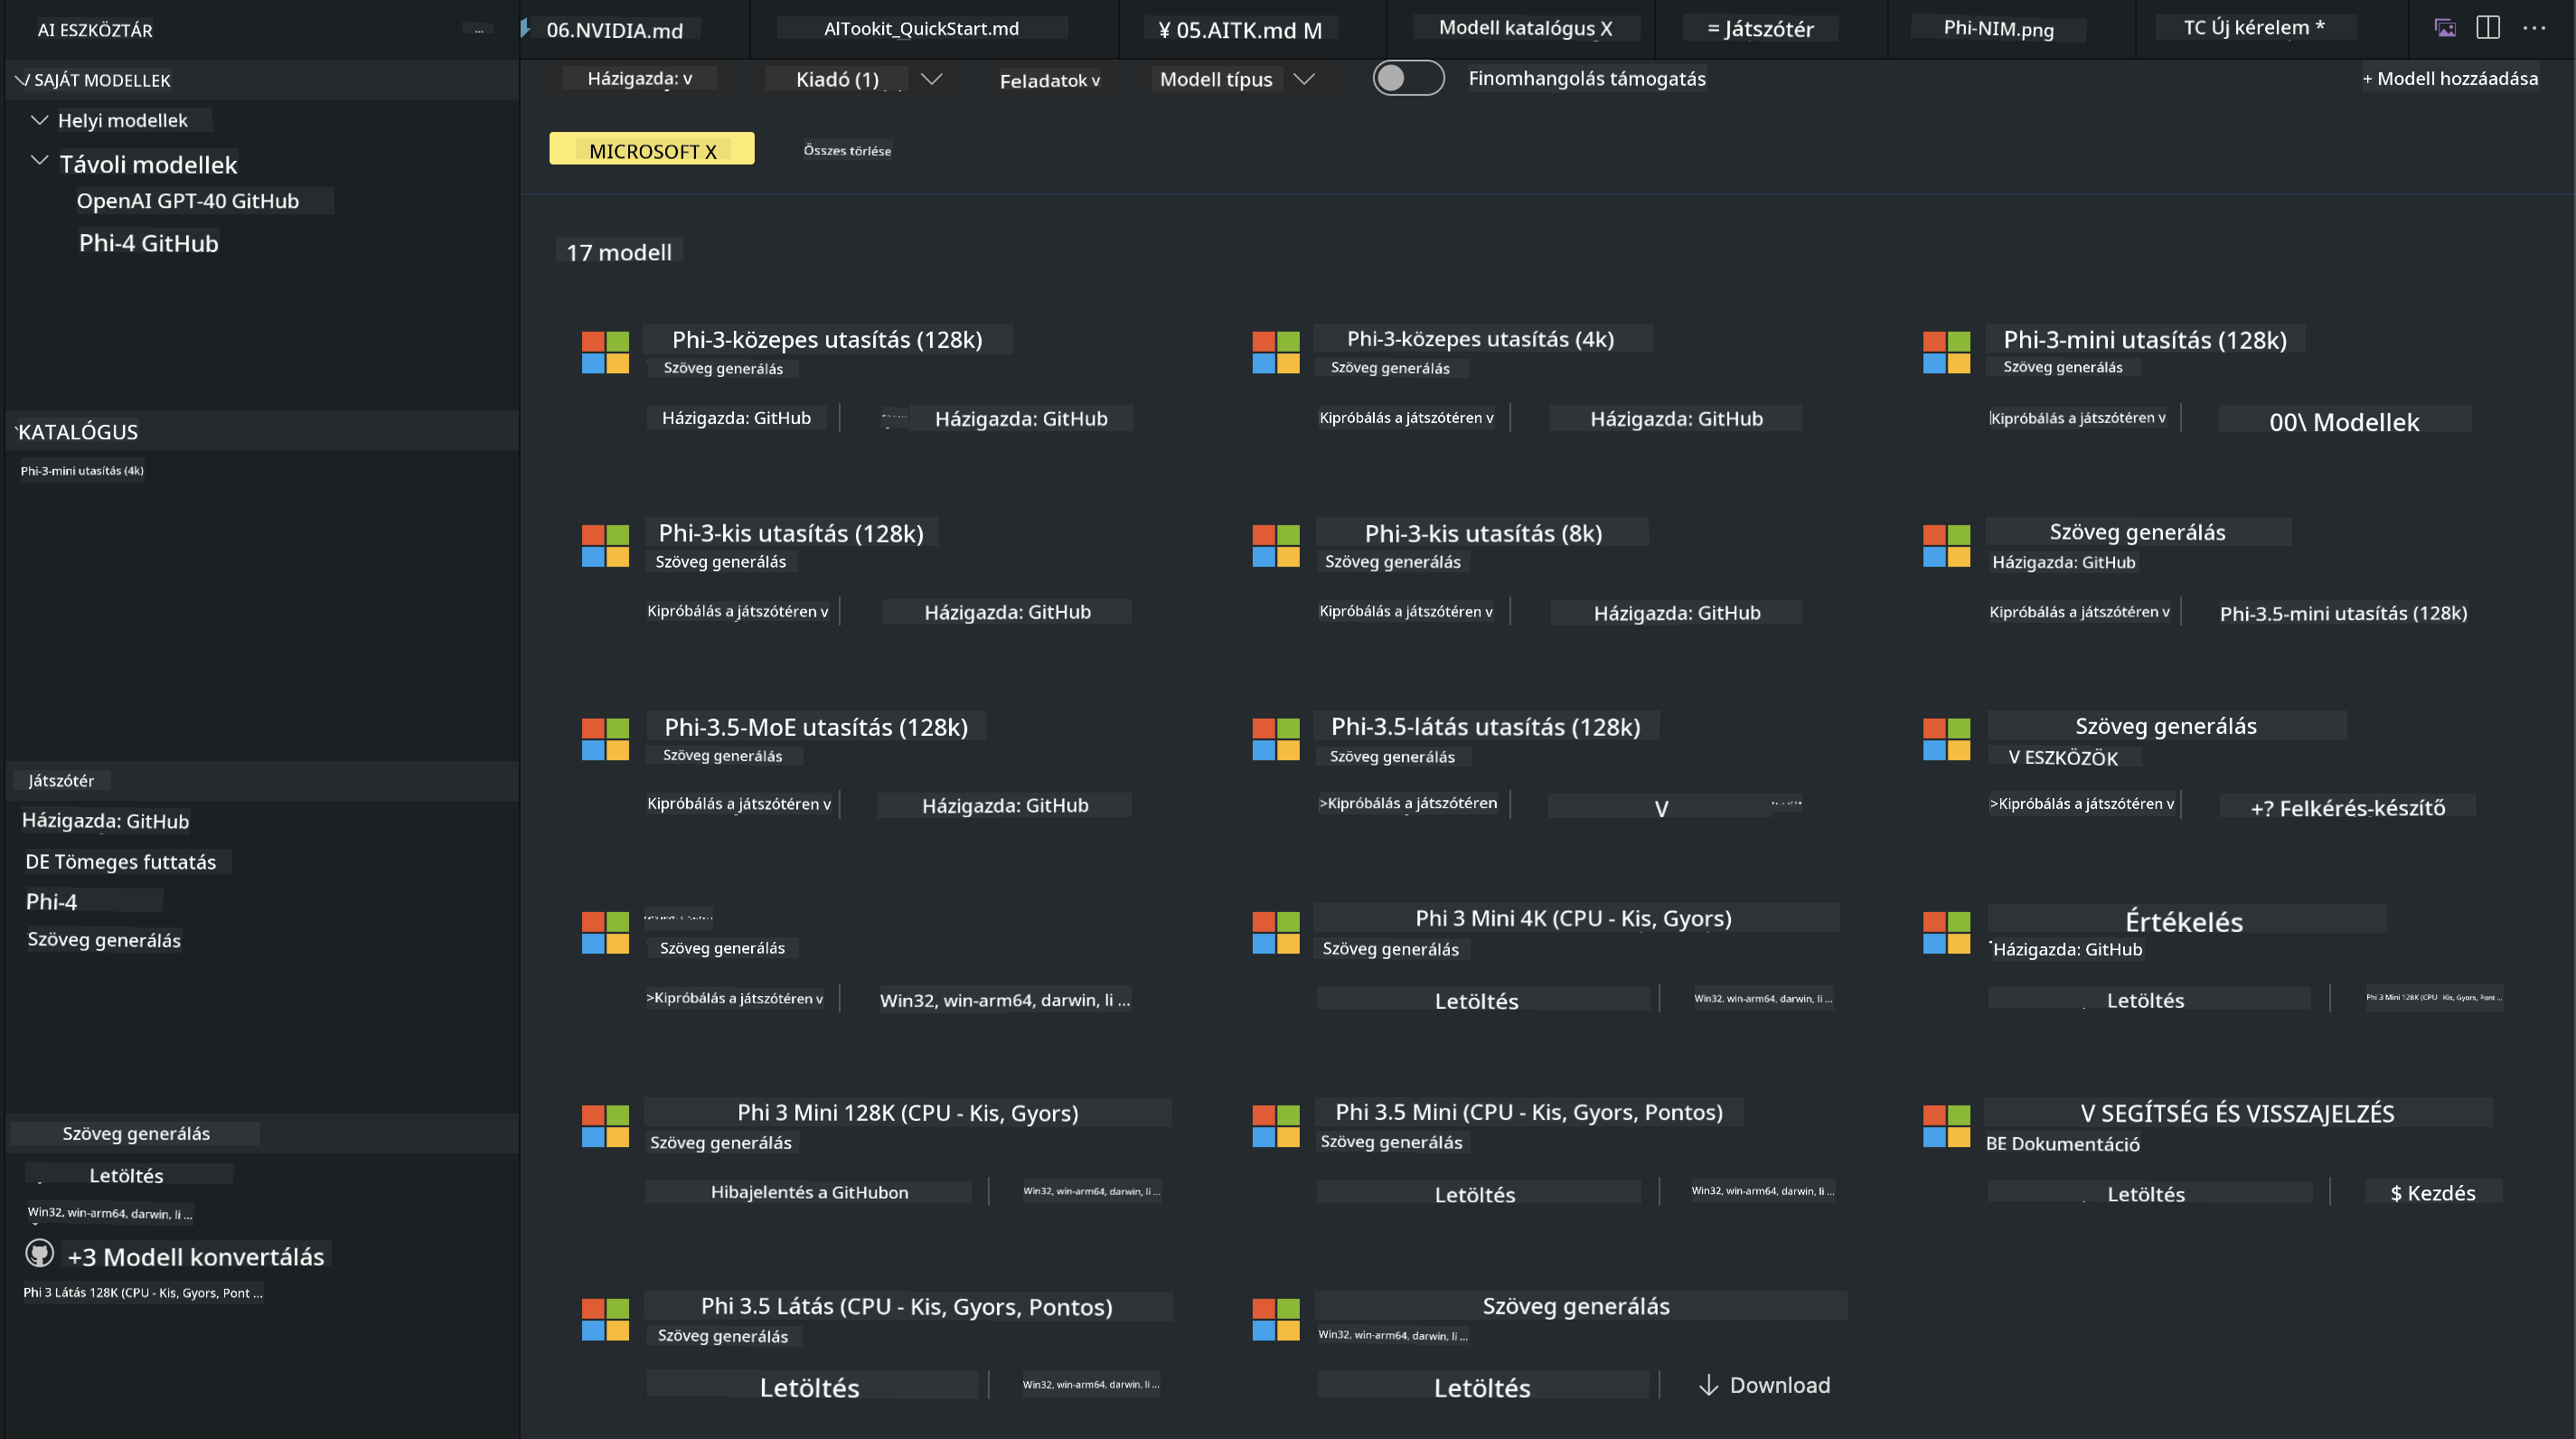 AI ESZKÖZTÁR
...
06.NVIDIA.md
AlTookit_QuickStart.md
¥ 05.AITK.md M
Modell katalógus X
= Játszótér
Phi-NIM.png
TC Új kérelem *
SAJÁT MODELLEK
Helyi modellek
Távoli modellek
OpenAI GPT-40 GitHub
Phi-4 GitHub
KATALÓGUS
Phi-3-mini utasítás (4k)
Játszótér
Házigazda: GitHub
DE Tömeges futtatás
Phi-4
Szöveg generálás
Szöveg generálás
Letöltés
Win32, win-arm64, darwin, li ...
+3 Modell konvertálás
Phi 3 Látás 128K (CPU - Kis, Gyors, Pont ...
Házigazda: v
Kiadó (1)
Feladatok v
Modell típus
Finomhangolás támogatás
+ Modell hozzáadása
MICROSOFT X
Összes törlése
17 modell
Phi-3-közepes utasítás (128k)
Szöveg generálás
Házigazda: GitHub
Házigazda: GitHub
Phi-3-közepes utasítás (4k)
Szöveg generálás
Kipróbálás a játszótéren v
Házigazda: GitHub
Phi-3-mini utasítás (128k)
Szöveg generálás
Kipróbálás a játszótéren v
00\ Modellek
Phi-3-kis utasítás (128k)
Szöveg generálás
Kipróbálás a játszótéren v
Házigazda: GitHub
Phi-3-kis utasítás (8k)
Szöveg generálás
Kipróbálás a játszótéren v
Házigazda: GitHub
Szöveg generálás
Házigazda: GitHub
Kipróbálás a játszótéren v
Phi-3.5-mini utasítás (128k)
Phi-3.5-MoE utasítás (128k)
Szöveg generálás
Kipróbálás a játszótéren v
Házigazda: GitHub
Phi-3.5-látás utasítás (128k)
Szöveg generálás
>Kipróbálás a játszótéren
V
Szöveg generálás
V ESZKÖZÖK
>Kipróbálás a játszótéren v
+? Felkérés-készítő
Szöveg generálás
>Kipróbálás a játszótéren v
Win32, win-arm64, darwin, li ...
Phi 3 Mini 4K (CPU - Kis, Gyors)
Szöveg generálás
Letöltés
Win32, win-arm64, darwin, li ...
Értékelés
Házigazda: GitHub
Letöltés
Phi 3 Mini 128K (CPU - Kis, Gyors, Pont ...
Phi 3 Mini 128K (CPU - Kis, Gyors)
Szöveg generálás
Hibajelentés a GitHubon
Win32, win-arm64, darwin, li ...
Phi 3.5 Mini (CPU - Kis, Gyors, Pontos)
Szöveg generálás
Letöltés
Win32, win-arm64, darwin, li ...
V SEGÍTSÉG ÉS VISSZAJELZÉS
BE Dokumentáció
Letöltés
$ Kezdés
Phi 3.5 Látás (CPU - Kis, Gyors, Pontos)
Szöveg generálás
Letöltés
Win32, win-arm64, darwin, li ...
Szöveg generálás
Win32, win-arm64, darwin, li ...
Letöltés
Download